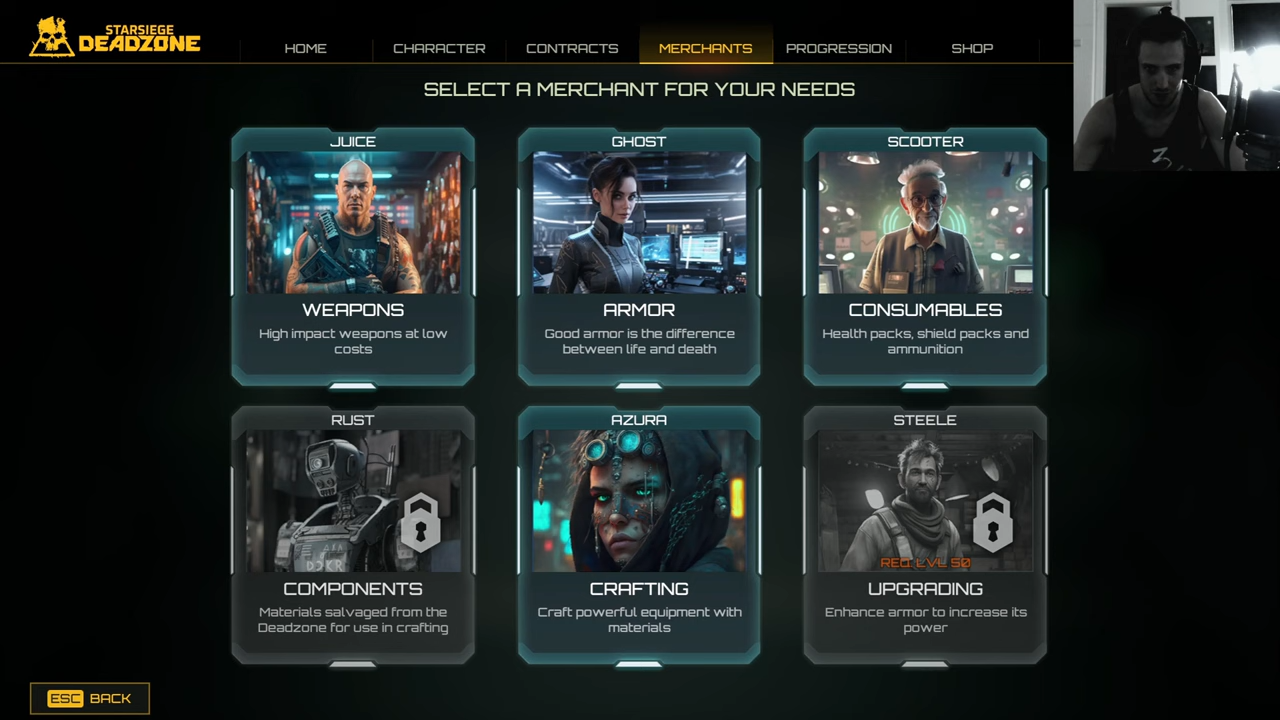 STARSIEGE
DEADZONE
HOME
CHARACTER
CONTRACTS
MERCHANTS
PROGRESSION
SHOP
SELECT A MERCHANT FOR YOUR NEEDS
JUICE
GHOST
SCOOTER
WEAPONS
ARMOR
CONSUMABLES
High impact weapons at low
costs
Good armor is the difference
between life and death
Health packs, shield packs and
ammunition
RUST
AZURA
STEELE
REQ. LVL 50
COMPONENTS
CRAFTING
UPGRADING
Materials salvaged from the
Deadzone for use in crafting
Craft powerful equipment with
materials
Enhance armor to increase its
power
ESC BACK